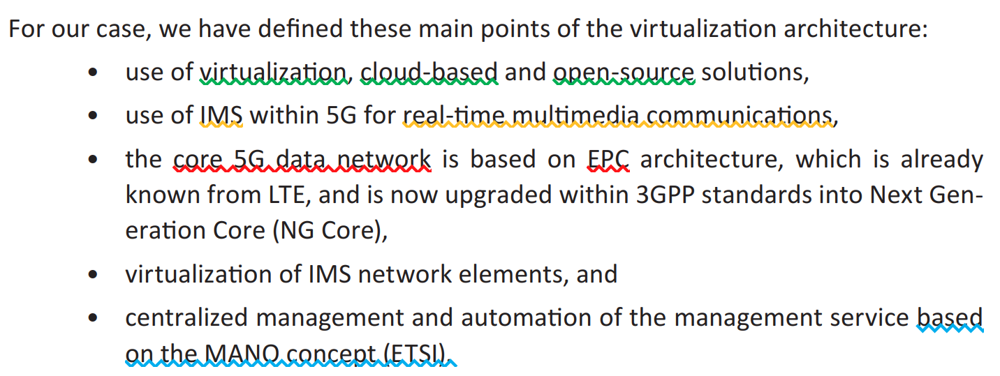 For our case, we have defined these main points of the virtualization architecture:
• use of virtualization, cloud-based and open-source solutions,
• use of IMS within 5G for real-time multimedia communications,
• the core 5G data network is based on EPC architecture, which is already
known from LTE, and is now upgraded within 3GPP standards into Next Gen-
eration Core (NG Core),
• virtualization of IMS network elements, and
• centralized management and automation of the management service based
on the MANO concept (ETSI).